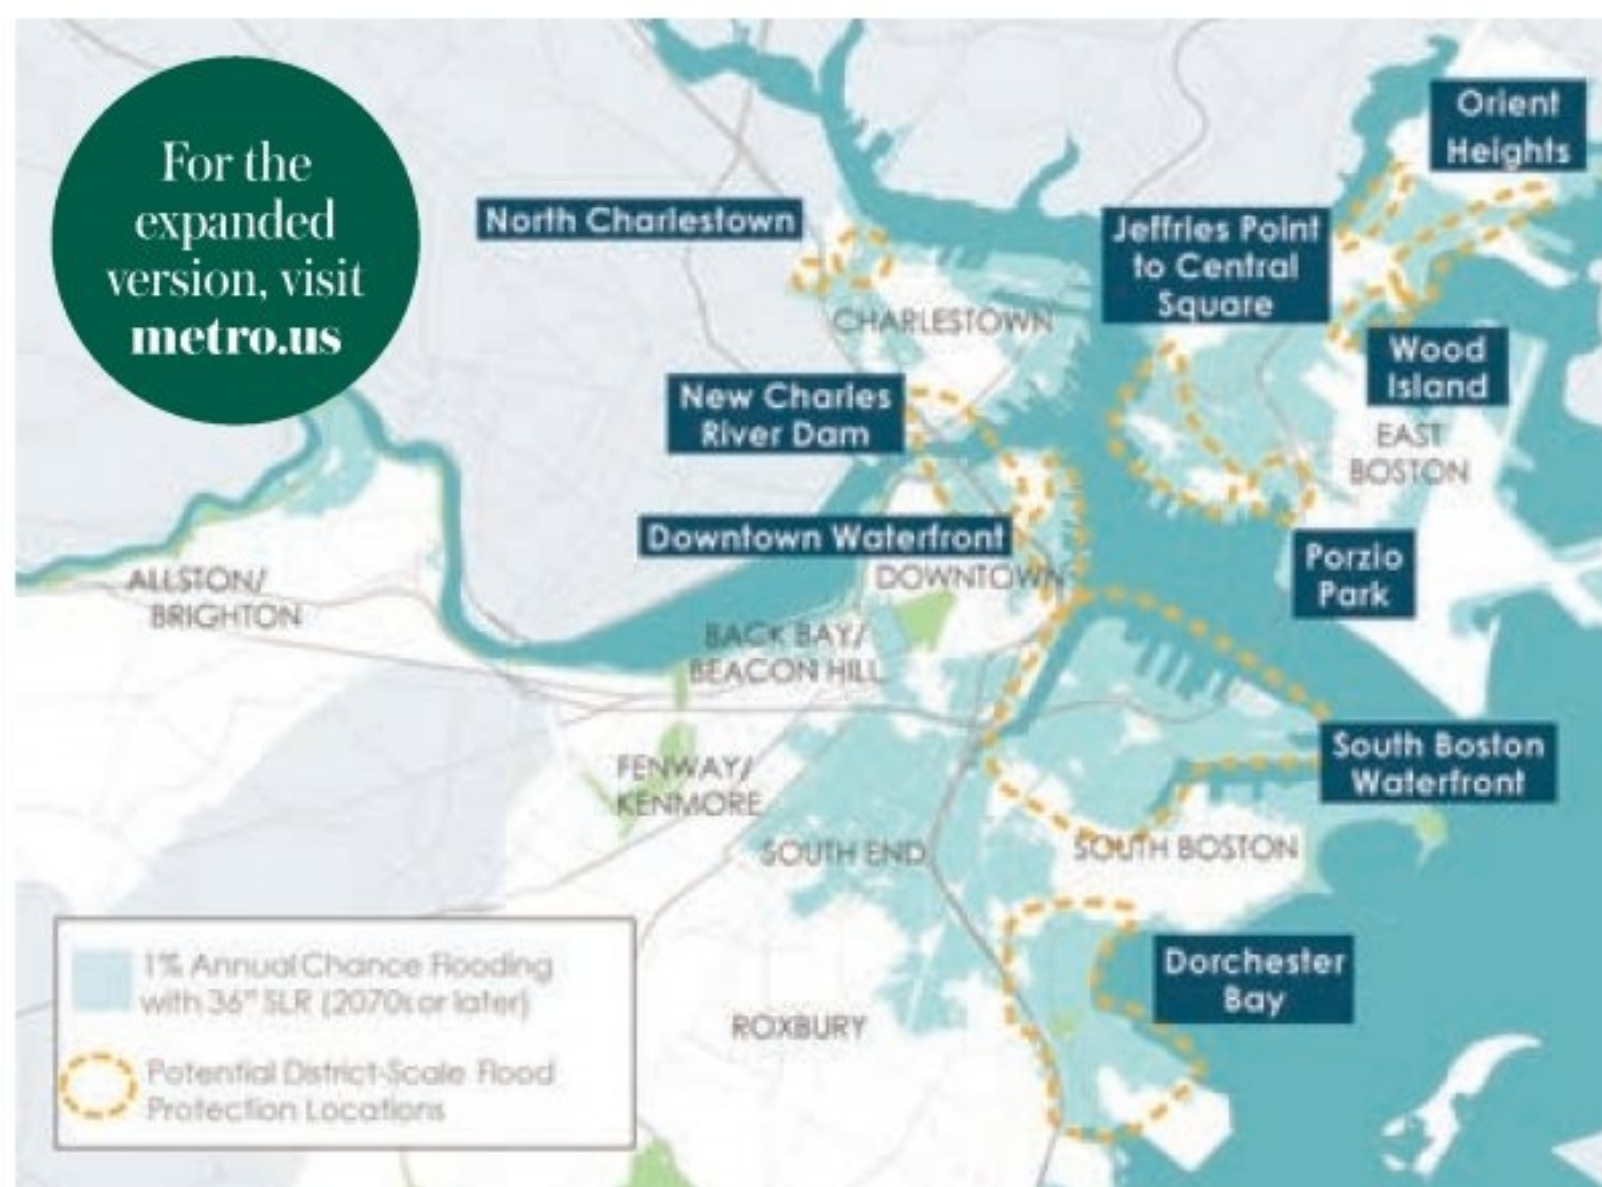 For the
expanded
version, visit
metro.us
Orient
Heights
North Charlestown
Jeffries Point
to Central
Square
CHARLESTOWN
Wood
Island
New Charles
River Dam
EAST
BOSTON
Downtown Waterfront
DOWNTOWN
Porzio
Park
ALLSTON/
BRIGHTON
BACK BAY/
BEACON HILL
South Boston
Waterfront
FENWAY/
KENMORE
SOUTH END
SOUTH BOSTON
Dorchester
Bay
ROXBURY
1% Annual Chance Flooding
with 36" SLR (2070s or later)
Potential District-Scale Flood
Protection Locations